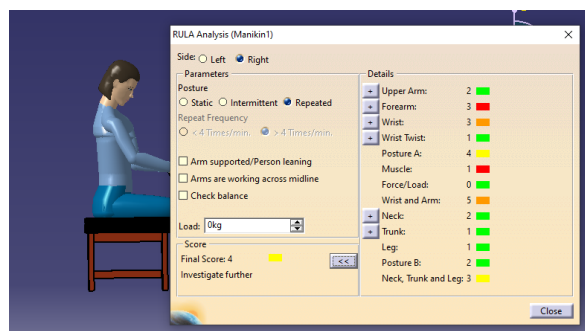 RULA Analysis (Manikin1)
Side: Left Right
Parameters
Posture
Static Intermittent Repeated
Repeat Frequency
< 4 Times/min. > 4 Times/min.
Arm supported/Person leaning
Arms are working across midline
Check balance
Load: 0kg
Score
Final Score: 4
Investigate further
<<
Details
+ Upper Arm: 2
+ Forearm: 3
+ Wrist: 3
+ Wrist Twist: 1
Posture A: 4
Muscle: 1
Force/Load: 0
Wrist and Arm: 5
+ Neck: 2
+ Trunk: 1
Leg: 1
Posture B: 2
Neck, Trunk and Leg: 3
Close